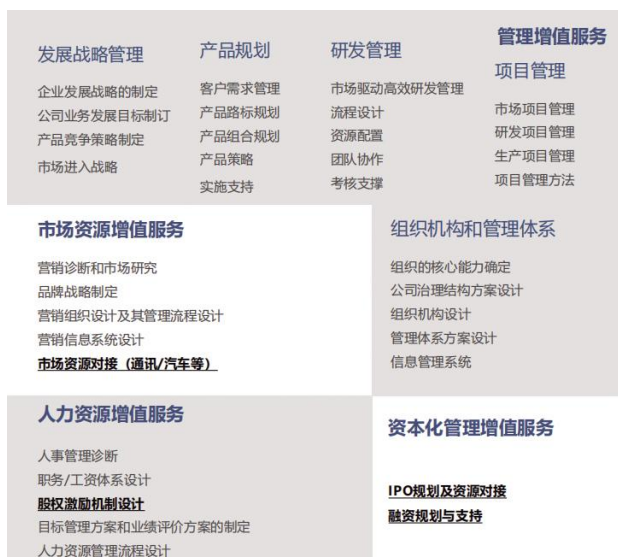 管理增值服务
发展战略管理
企业发展战略的制定
公司业务发展目标制订
产品竞争策略制定
市场进入战略
产品规划
客户需求管理
产品路标规划
产品组合规划
产品策略
实施支持
研发管理
市场驱动高效研发管理
流程设计
资源配置
团队协作
考核支撑
项目管理
市场项目管理
研发项目管理
生产项目管理
项目管理方法
市场资源增值服务
营销诊断和市场研究
品牌战略制定
营销组织设计及其管理流程设计
营销信息系统设计
市场资源对接（通讯/汽车等）
组织机构和管理体系
组织的核心能力确定
公司治理结构方案设计
组织机构设计
管理体系方案设计
信息管理系统
人力资源增值服务
人事管理诊断
职务/工资体系设计
股权激励机制设计
目标管理方案和业绩评价方案的制定
人力资源管理流程设计
资本化管理增值服务
IPO规划及资源对接
融资规划与支持